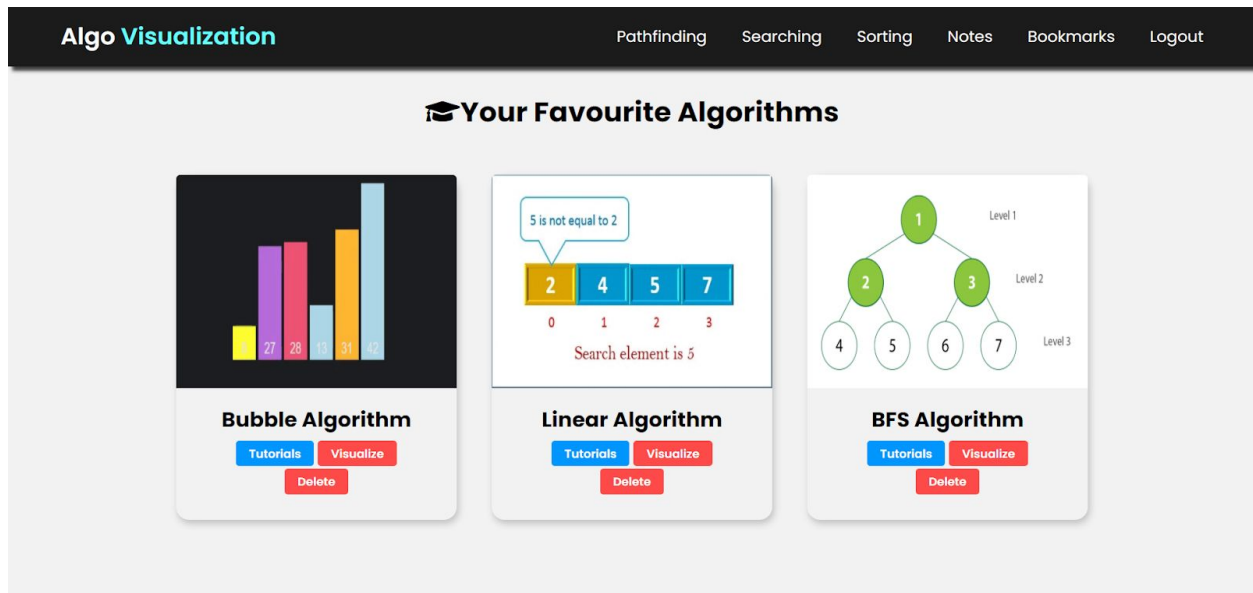 Algo Visualization
Pathfinding Searching Sorting Notes Bookmarks Logout
Your Favourite Algorithms
27 28 13 31 42
5 is not equal to 2
2 4 5 7
0 1 2 3
Search element is 5
1 Level 1
2 3 Level 2
4 5 6 7 Level 3
Bubble Algorithm
Tutorials Visualize
Delete
Linear Algorithm
Tutorials Visualize
Delete
BFS Algorithm
Tutorials Visualize
Delete